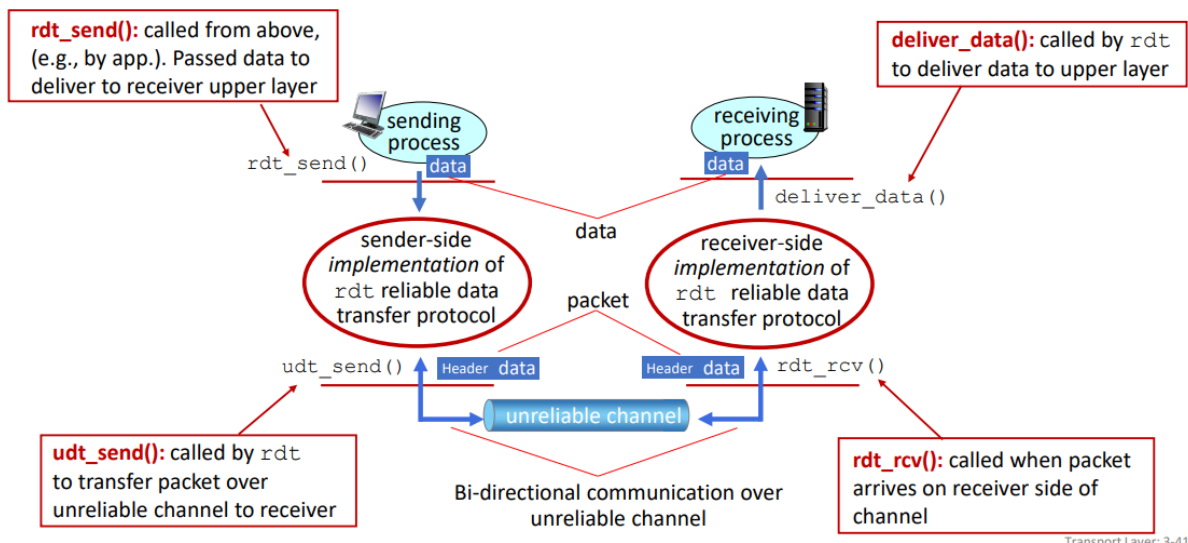 rdt_send(): called from above,
(e.g., by app.). Passed data to
deliver to receiver upper layer
deliver_data(): called by rdt
to deliver data to upper layer
sending
process
receiving
process
rdt_send()
data
data
deliver_data()
data
sender-side
implementation of
rdt reliable data
transfer protocol
receiver-side
implementation of
rdt reliable data
transfer protocol
packet
udt_send()
Header data
Header data
rdt_rcv()
unreliable channel
udt_send(): called by rdt
to transfer packet over
unreliable channel to receiver
Bi-directional communication over
unreliable channel
rdt_rcv(): called when packet
arrives on receiver side of
channel
Transport Layer: 3-41